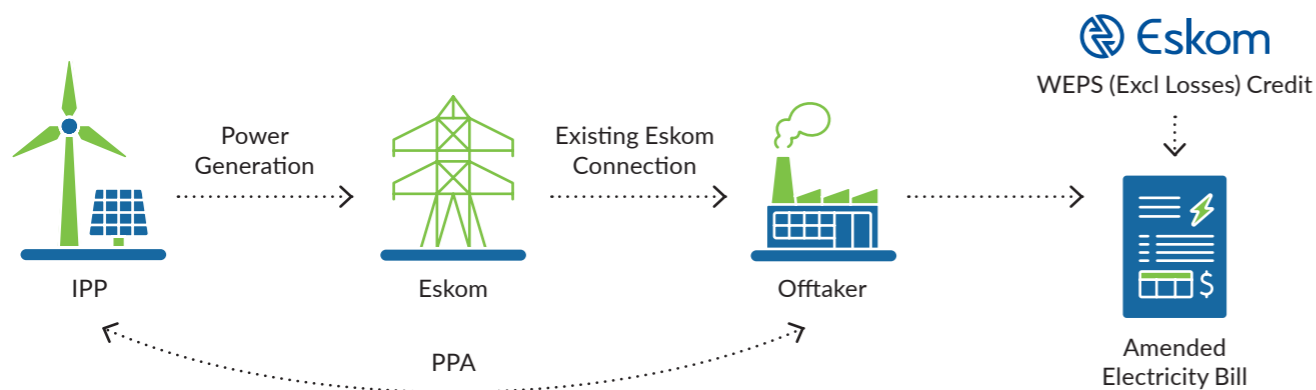 Eskom
WEPS (Excl Losses) Credit
Power
Generation
Existing Eskom
Connection
$
IPP
Eskom
Offtaker
PPA
Amended
Electricity Bill